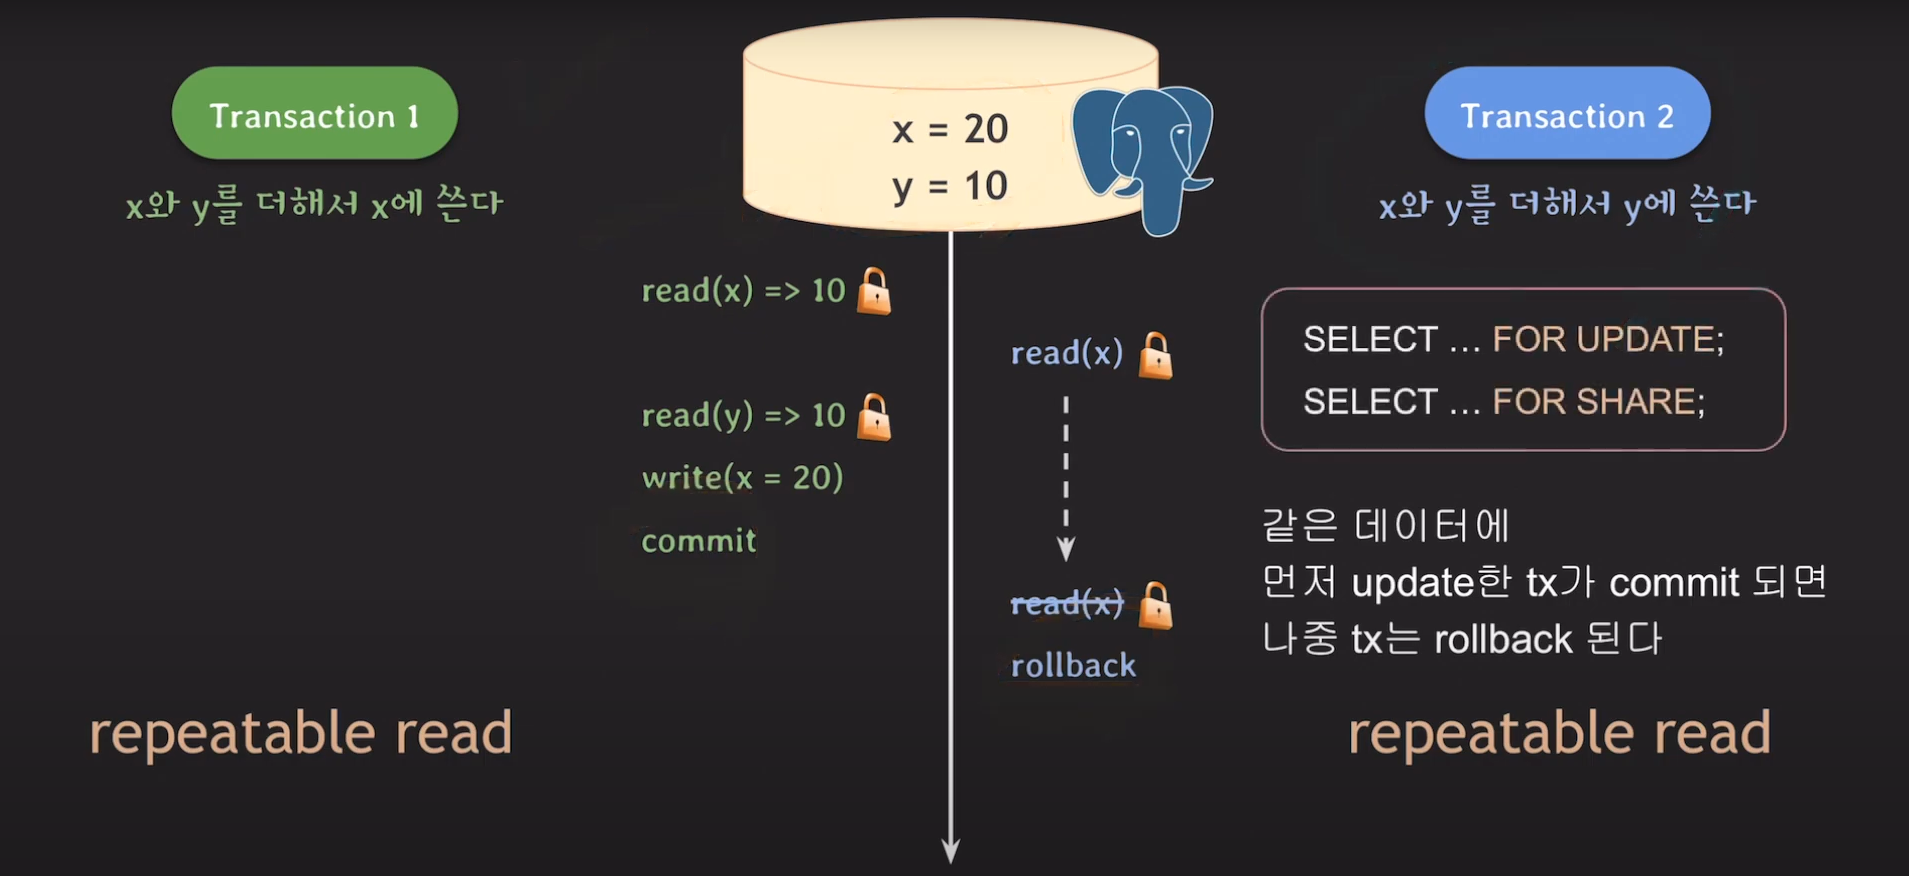 Transaction 1
x와 y를 더해서 x에 쓴다
x = 20
y = 10
Transaction 2
x와 y를 더해서 y에 쓴다
read(x) => 10
read(x)
read(y) => 10
write(x = 20)
commit
read(x)
rollback
SELECT ... FOR UPDATE;
SELECT ... FOR SHARE;
같은 데이터에
먼저 update한 tx가 commit 되면
나중 tx는 rollback 된다
repeatable read
repeatable read